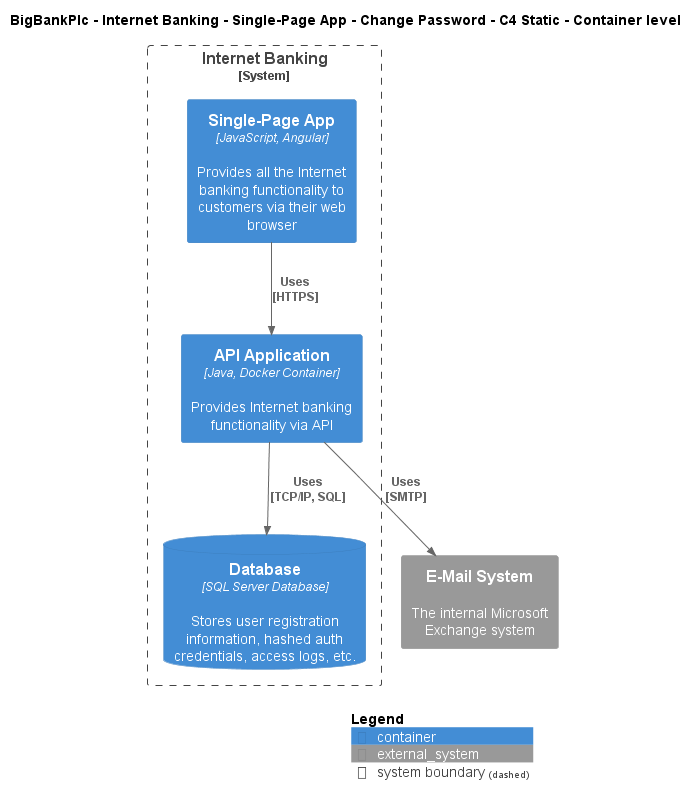 BigBankPlc - Internet Banking - Single-Page App - Change Password - C4 Static - Container level
Internet Banking
[System]
Single-Page App
[JavaScript, Angular]
Provides all the Internet
banking functionality to
customers via their web
browser
Uses
[HTTPS]
API Application
[Java, Docker Container]
Provides Internet banking
functionality via API
Uses
[TCP/IP, SQL]
Uses
[SMTP]
Database
[SQL Server Database]
Stores user registration
information, hashed auth
credentials, access logs, etc.
E-Mail System
The internal Microsoft
Exchange system
Legend
container
external_system
system boundary (dashed)